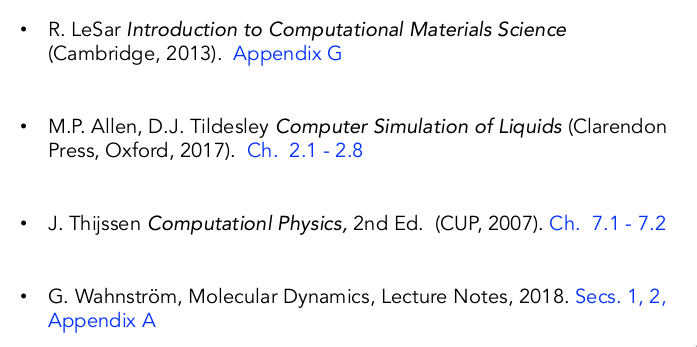 • R. LeSar Introduction to Computational Materials Science
(Cambridge, 2013). Appendix G
• M.P. Allen, D.J. Tildesley Computer Simulation of Liquids (Clarendon
Press, Oxford, 2017). Ch. 2.1 - 2.8
• J. Thijssen Computationl Physics, 2nd Ed. (CUP, 2007). Ch. 7.1 - 7.2
• G. Wahnström, Molecular Dynamics, Lecture Notes, 2018. Secs. 1, 2,
Appendix A